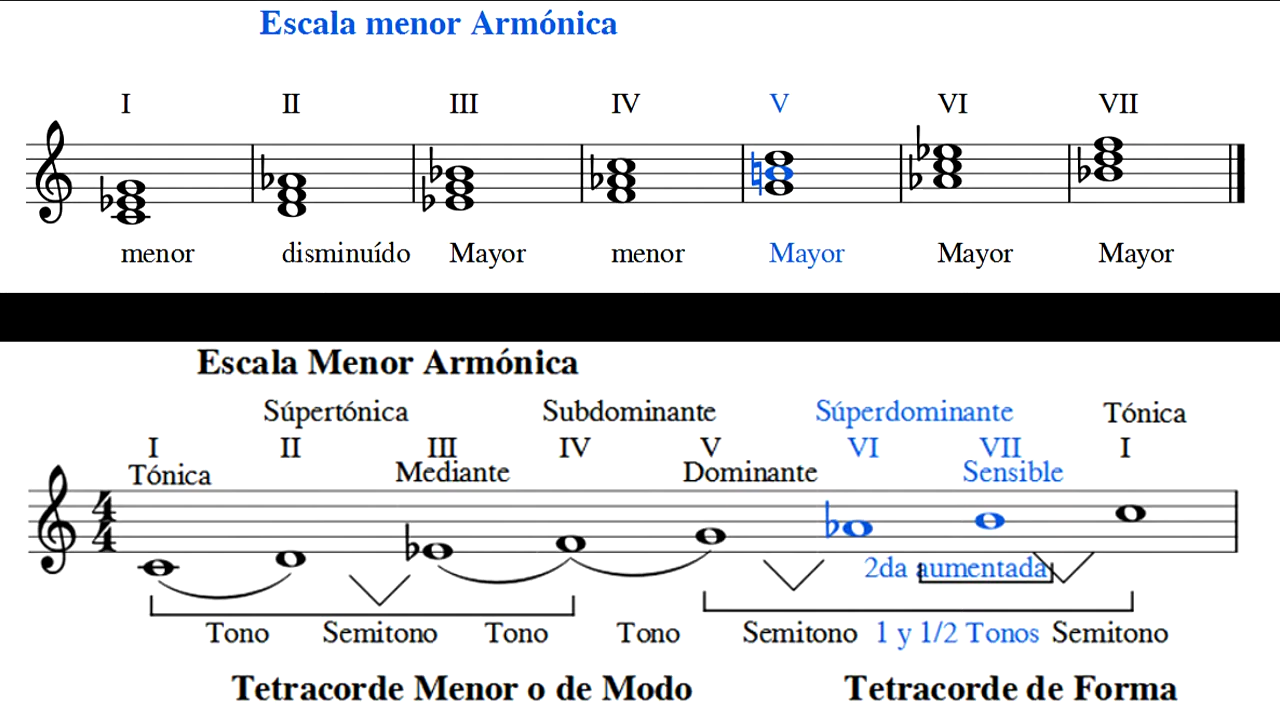 Escala menor Armónica
I II III IV V VI VII
menor disminuído Mayor menor Mayor Mayor Mayor
Escala Menor Armónica
Súpertónica Subdominante Súperdominante Tónica
I II III IV V VI VII I
Tónica Mediante Dominante Sensible
4
4
2da aumentada
Tono Semitono Tono Tono Semitono 1 y 1/2 Tonos Semitono
Tetracorde Menor o de Modo Tetracorde de Forma